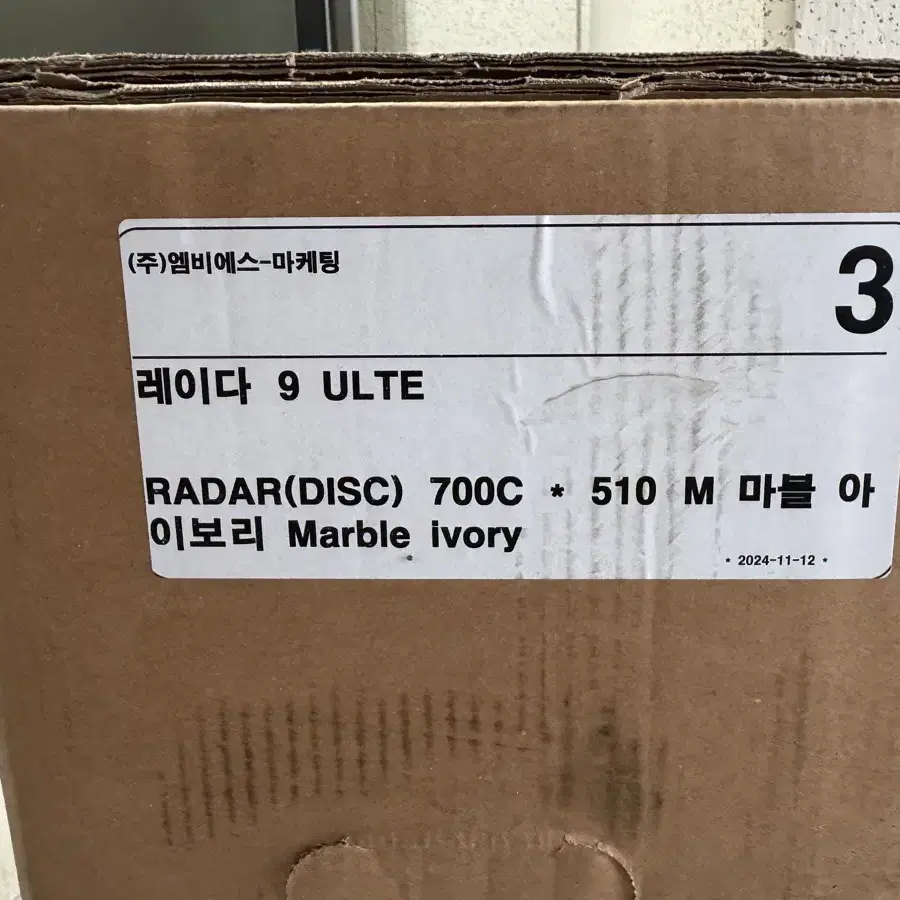 (주)엠비에스-마케팅
3
레이다 9 ULTE
RADAR(DISC) 700C * 510 M 마블 아
이보리 Marble ivory
* 2024-11-12 *